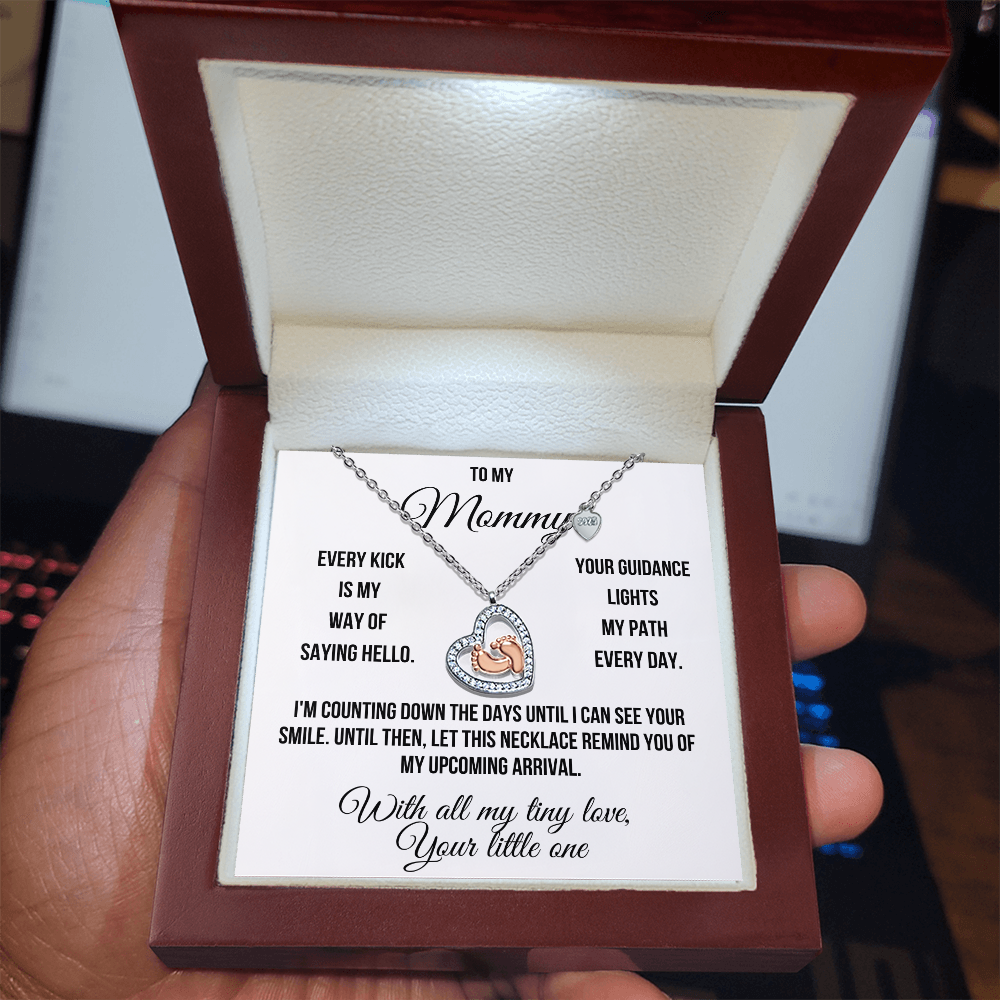 TO MY
Mommy
EVERY KICK
IS MY
WAY OF
SAYING HELLO.
YOUR GUIDANCE
LIGHTS
MY PATH
EVERY DAY.
I'M COUNTING DOWN THE DAYS UNTIL I CAN SEE YOUR
SMILE. UNTIL THEN, LET THIS NECKLACE REMIND YOU OF
MY UPCOMING ARRIVAL.
With all my tiny love,
Your little one